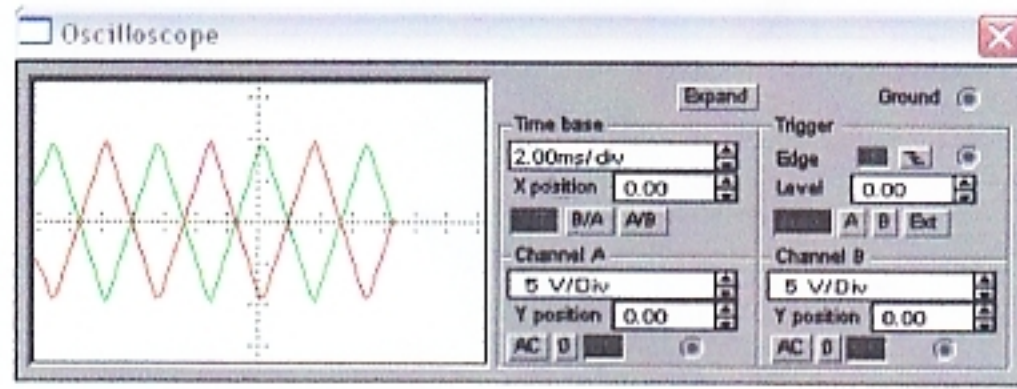 Oscilloscope
Expand
Ground
Time base
2.00ms/div
X position 0.00
B/A A/B
Trigger
Edge
Level 0.00
A B Ext
Channel A
5 V/Div
Y position 0.00
AC 0
Channel B
5 V/Div
Y position 0.00
AC 0